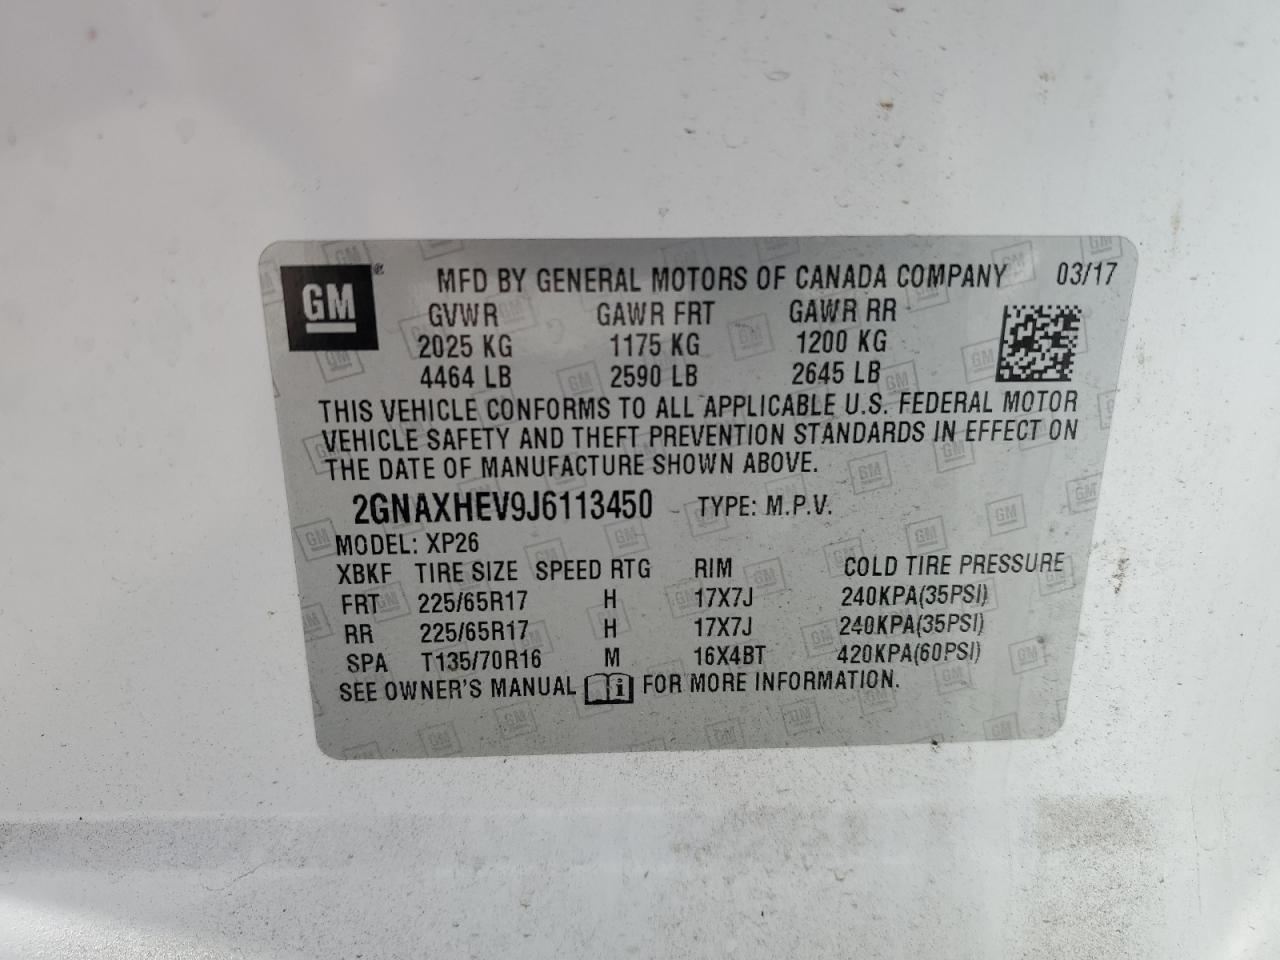 GM®
MFD BY GENERAL MOTORS OF CANADA COMPANY 03/17
GVWR GAWR FRT GAWR RR
2025 KG 1175 KG 1200 KG
4464 LB 2590 LB 2645 LB
THIS VEHICLE CONFORMS TO ALL APPLICABLE U.S. FEDERAL MOTOR
VEHICLE SAFETY AND THEFT PREVENTION STANDARDS IN EFFECT ON
THE DATE OF MANUFACTURE SHOWN ABOVE.
2GNAXHEV9J6113450 TYPE: M.P.V.
MODEL: XP26
XBKF TIRE SIZE SPEED RTG RIM COLD TIRE PRESSURE
FRT 225/65R17 H 17X7J 240KPA(35PSI)
RR 225/65R17 H 17X7J 240KPA(35PSI)
SPA T135/70R16 M 16X4BT 420KPA(60PSI)
SEE OWNER'S MANUAL i FOR MORE INFORMATION.